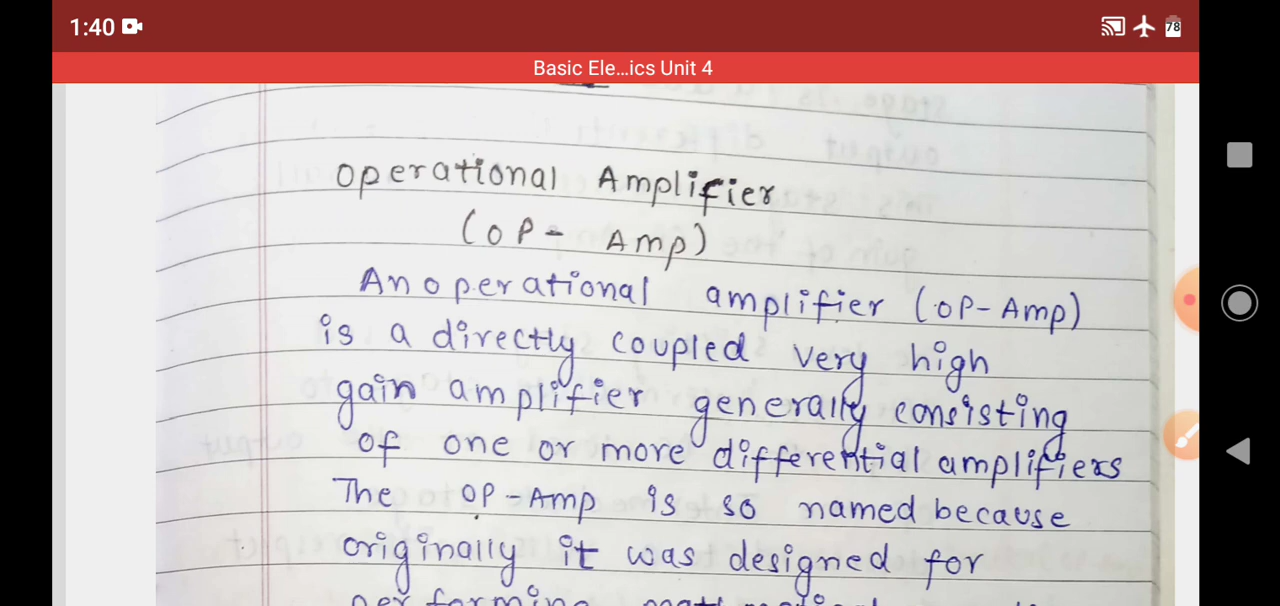 1:40
78
Basic Ele...ics Unit 4
Operational Amplifier
(OP- Amp)
An operational amplifier (OP-Amp)
is a directly coupled very high
gain amplifier generally consisting
of one or more differential amplifiers
The OP-Amp is so named because
originally it was designed for
performing